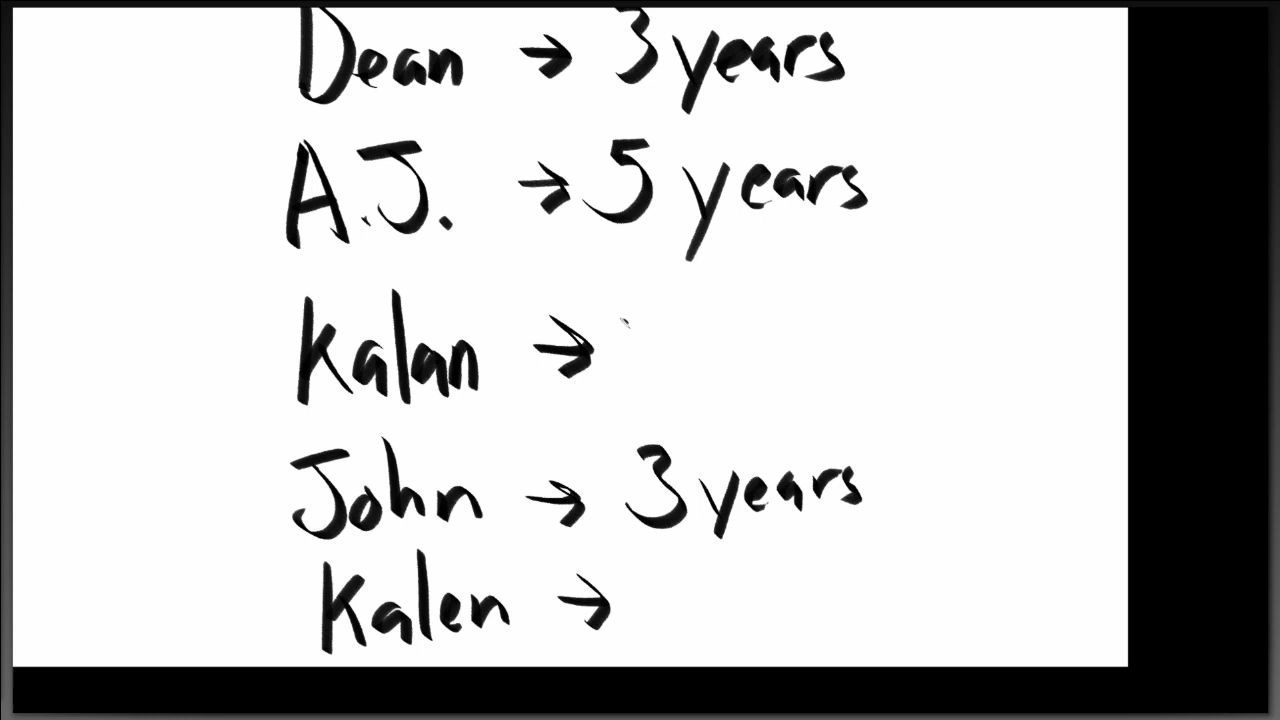 Dean → 3 years
A.J. → 5 years
Kalan →
John → 3 years
Kalen →